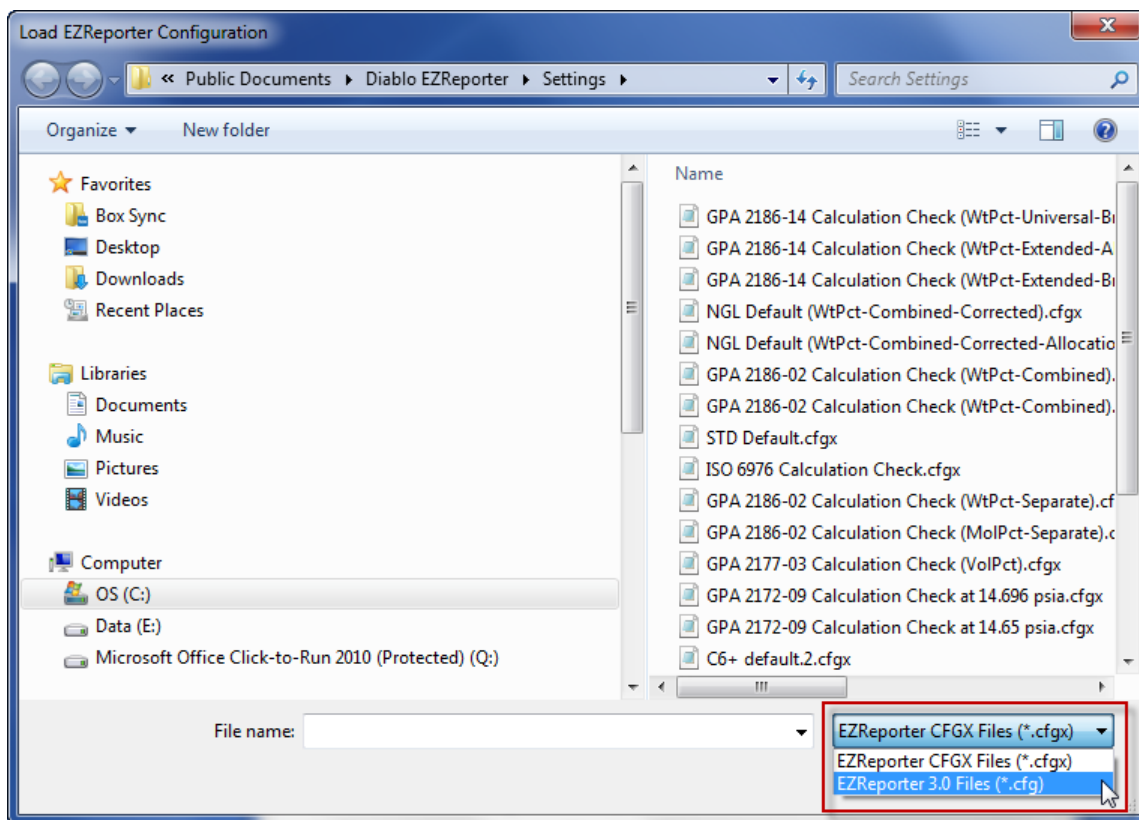 Load EZReporter Configuration
« Public Documents Diablo EZReporter Settings
Search Settings
Organize New folder
Favorites
Box Sync
Desktop
Downloads
Recent Places
Libraries
Documents
Music
Pictures
Videos
Computer
OS (C:)
Data (E:)
Microsoft Office Click-to-Run 2010 (Protected) (Q:)
Name
GPA 2186-14 Calculation Check (WtPct-Universal-Br
GPA 2186-14 Calculation Check (WtPct-Extended-A
GPA 2186-14 Calculation Check (WtPct-Extended-Br
NGL Default (WtPct-Combined-Corrected).cfgx
NGL Default (WtPct-Combined-Corrected-Allocatio
GPA 2186-02 Calculation Check (WtPct-Combined).
GPA 2186-02 Calculation Check (WtPct-Combined).
STD Default.cfgx
ISO 6976 Calculation Check.cfgx
GPA 2186-02 Calculation Check (WtPct-Separate).cf
GPA 2186-02 Calculation Check (MolPct-Separate).c
GPA 2177-03 Calculation Check (VolPct).cfgx
GPA 2172-09 Calculation Check at 14.696 psia.cfgx
GPA 2172-09 Calculation Check at 14.65 psia.cfgx
C6+ default.2.cfgx
File name:
EZReporter CFGX Files (*.cfgx)
EZReporter CFGX Files (*.cfgx)
EZReporter 3.0 Files (*.cfg)